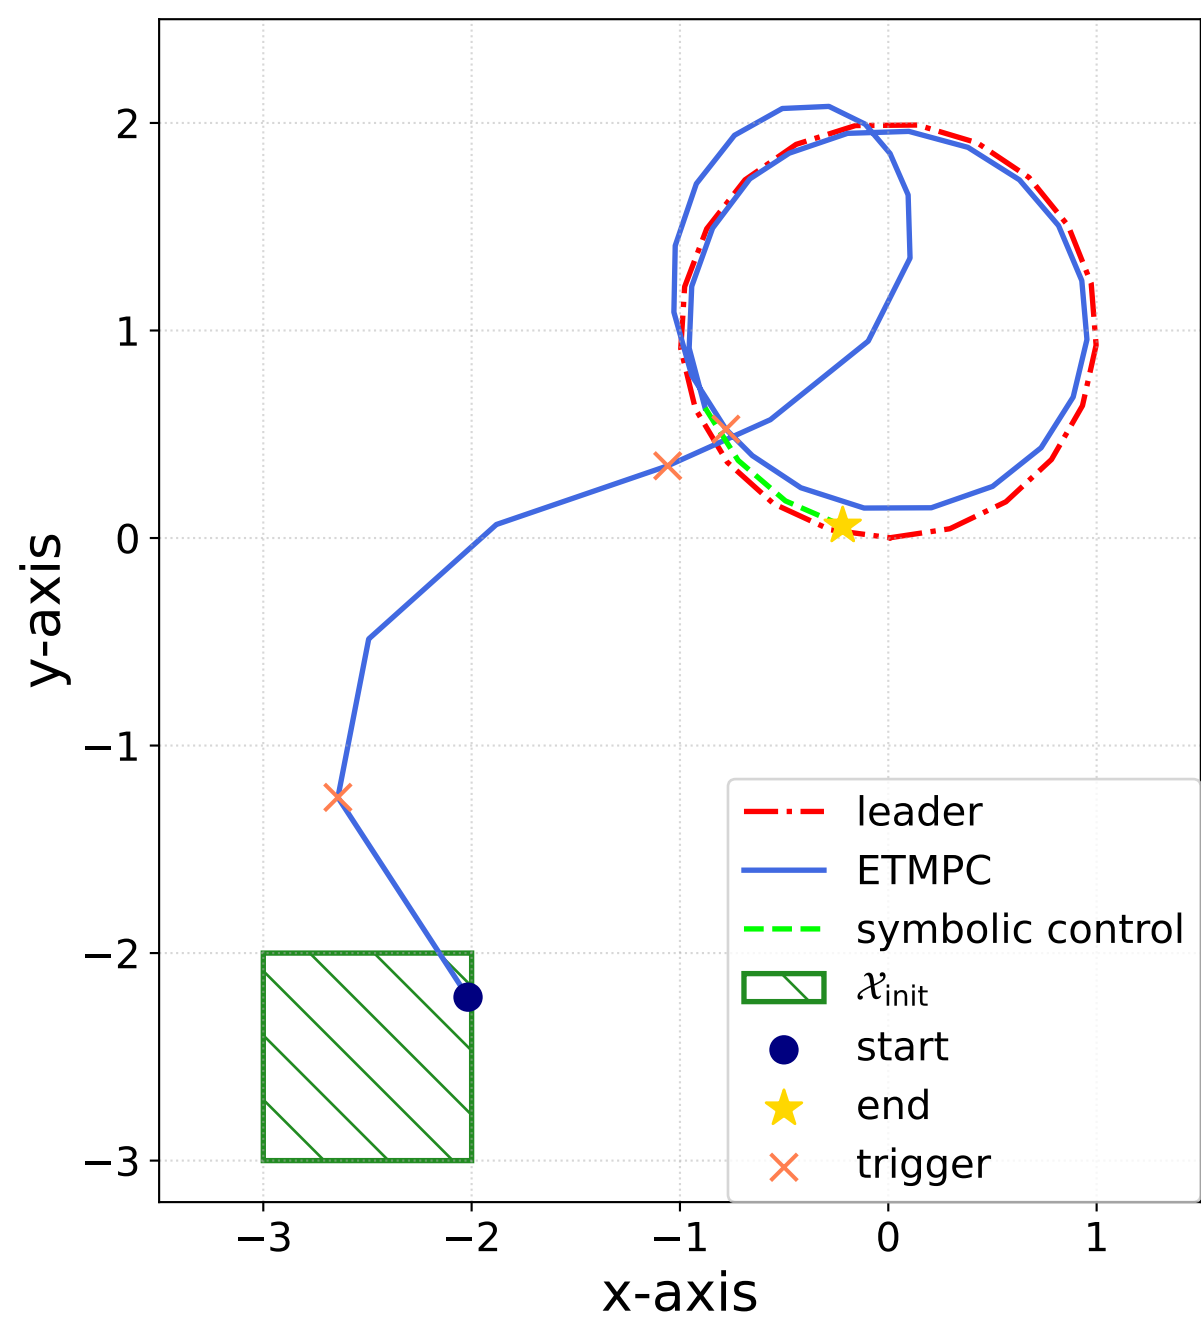 2
1
0
−1
−2
−3
y-axis
leader
ETMPC
symbolic control
𝒳init
start
end
trigger
−3 −2 −1 0 1
x-axis